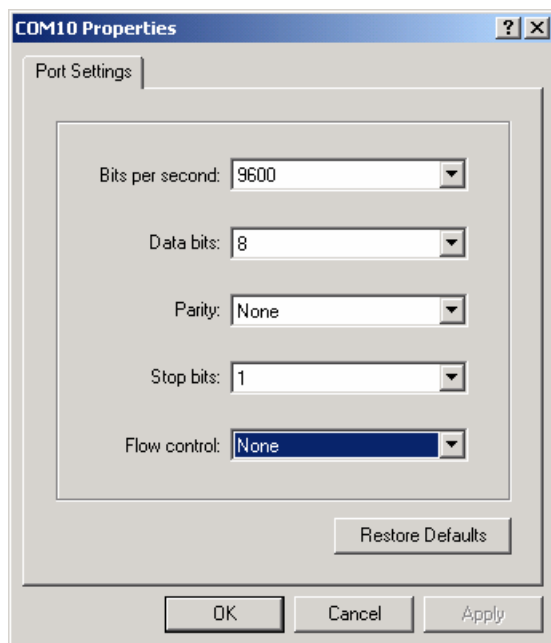 COM10 Properties
Port Settings
Bits per second: 9600
Data bits: 8
Parity: None
Stop bits: 1
Flow control: None
Restore Defaults
OK Cancel Apply